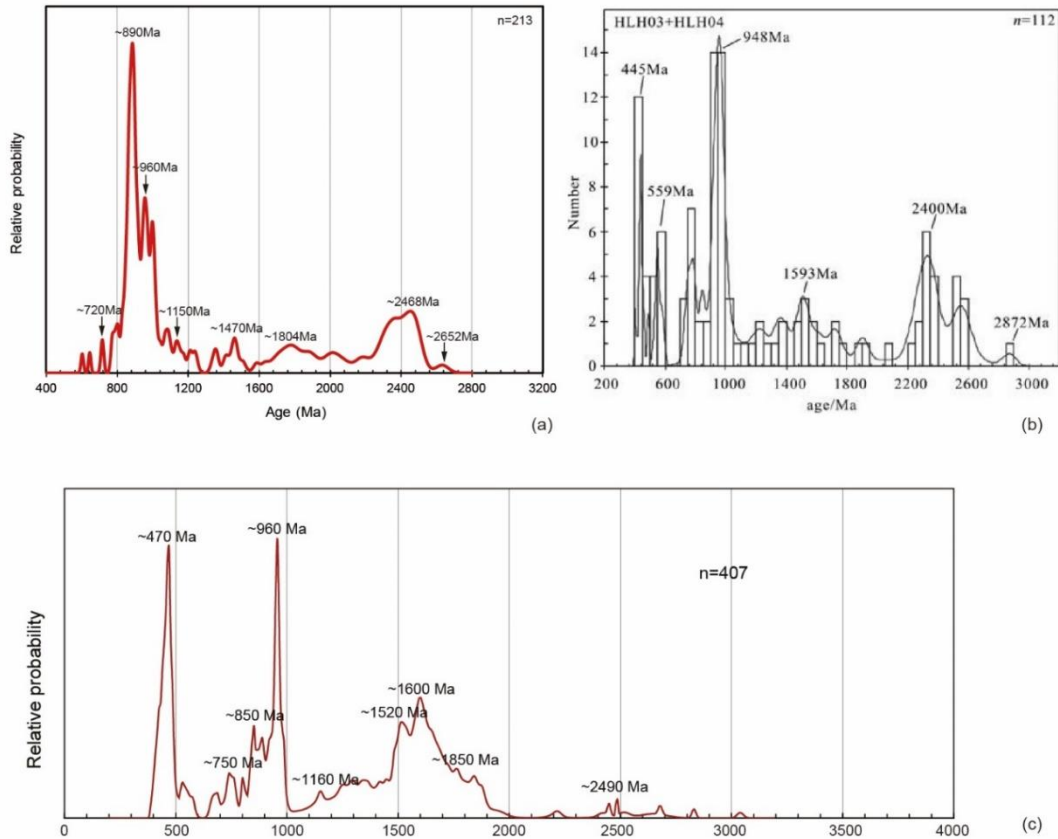 n=213
~890Ma
~960Ma
~720Ma
~1150Ma
~1470Ma
~1804Ma
~2468Ma
~2652Ma
Relative probability
400 800 1200 1600 2000 2400 2800 3200
Age (Ma)
(a)
HLH03+HLH04
n=112
948Ma
445Ma
559Ma
2400Ma
1593Ma
2872Ma
Number
14
12
10
8
6
4
2
0
200 600 1000 1400 1800 2200 2600 3000
age/Ma
(b)
~470 Ma
~960 Ma
n=407
~1600 Ma
~1520 Ma
~850 Ma
~750 Ma
~1850 Ma
~1160 Ma
~2490 Ma
Relative probability
0 500 1000 1500 2000 2500 3000 3500 4000
(c)